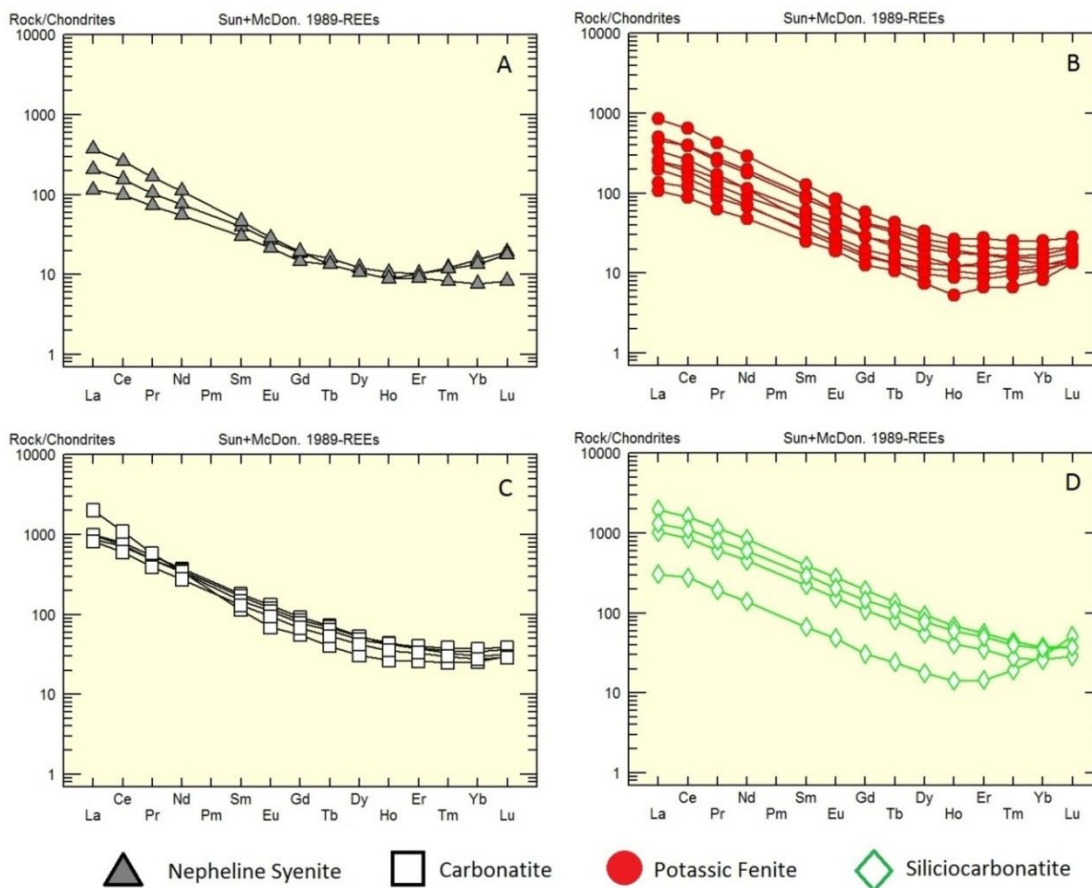 Rock/Chondrites Sun+McDon. 1989-REEs
10000
1000
100
10
1
A
Ce Nd Sm Gd Dy Er Yb
La Pr Pm Eu Tb Ho Tm Lu
Rock/Chondrites Sun+McDon. 1989-REEs
10000
1000
100
10
1
B
Ce Nd Sm Gd Dy Er Yb
La Pr Pm Eu Tb Ho Tm Lu
Rock/Chondrites Sun+McDon. 1989-REEs
10000
1000
100
10
1
C
Ce Nd Sm Gd Dy Er Yb
La Pr Pm Eu Tb Ho Tm Lu
Rock/Chondrites Sun+McDon. 1989-REEs
10000
1000
100
10
1
D
Ce Nd Sm Gd Dy Er Yb
La Pr Pm Eu Tb Ho Tm Lu
Nepheline Syenite Carbonatite Potassic Fenite Siliciocarbonatite